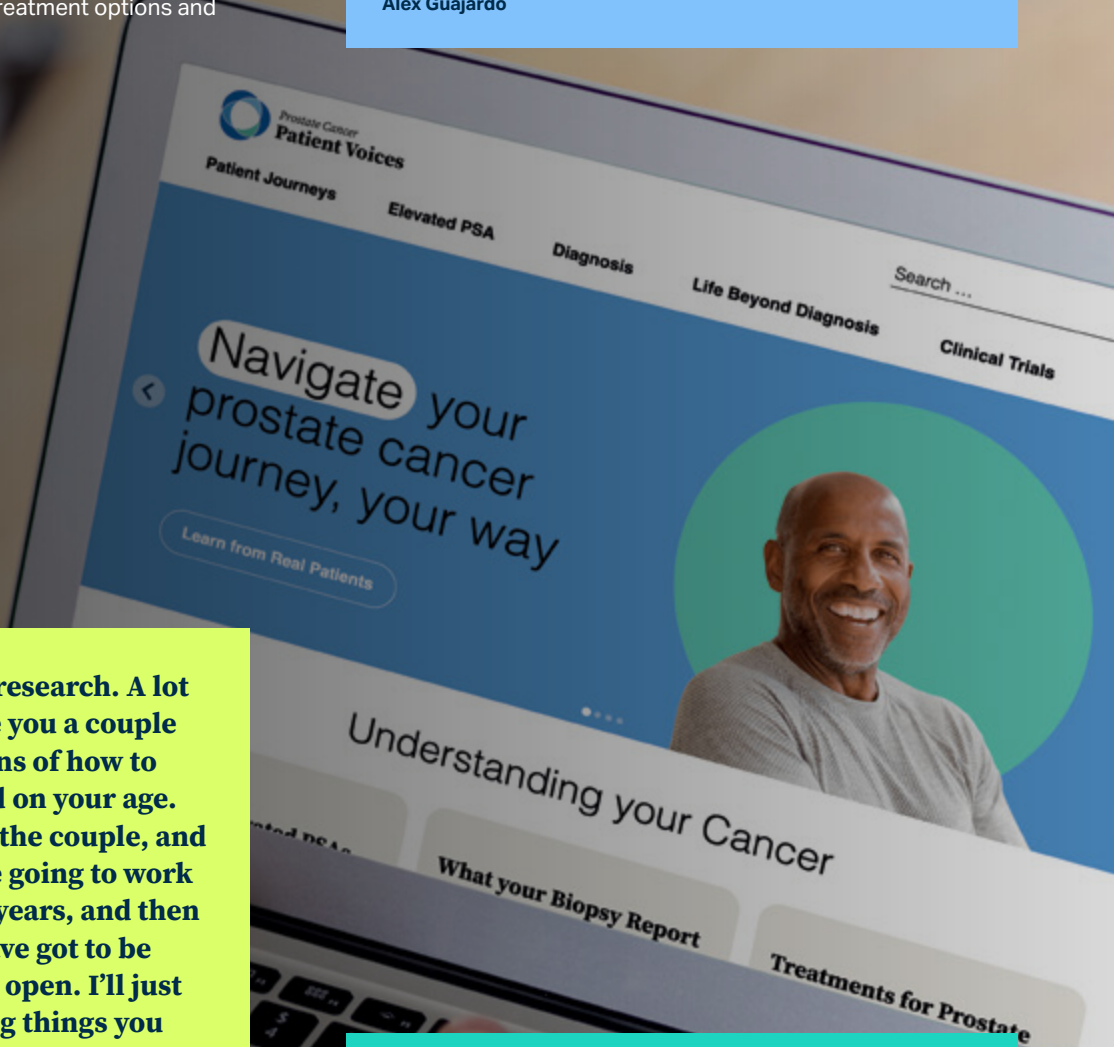 reatment options and
Alex Guajardo
Prostate Cancer
Patient Voices
Patient Journeys
Elevated PSA
Diagnosis
Life Beyond Diagnosis
Search ...
Clinical Trials
Navigate your
prostate cancer
journey, your way
Learn from Real Patients
Understanding your Cancer
What your Biopsy Report
Treatments for Prostate
research. A lot
e you a couple
ns of how to
l on your age.
the couple, and
e going to work
years, and then
ve got to be
open. I’ll just
g things you